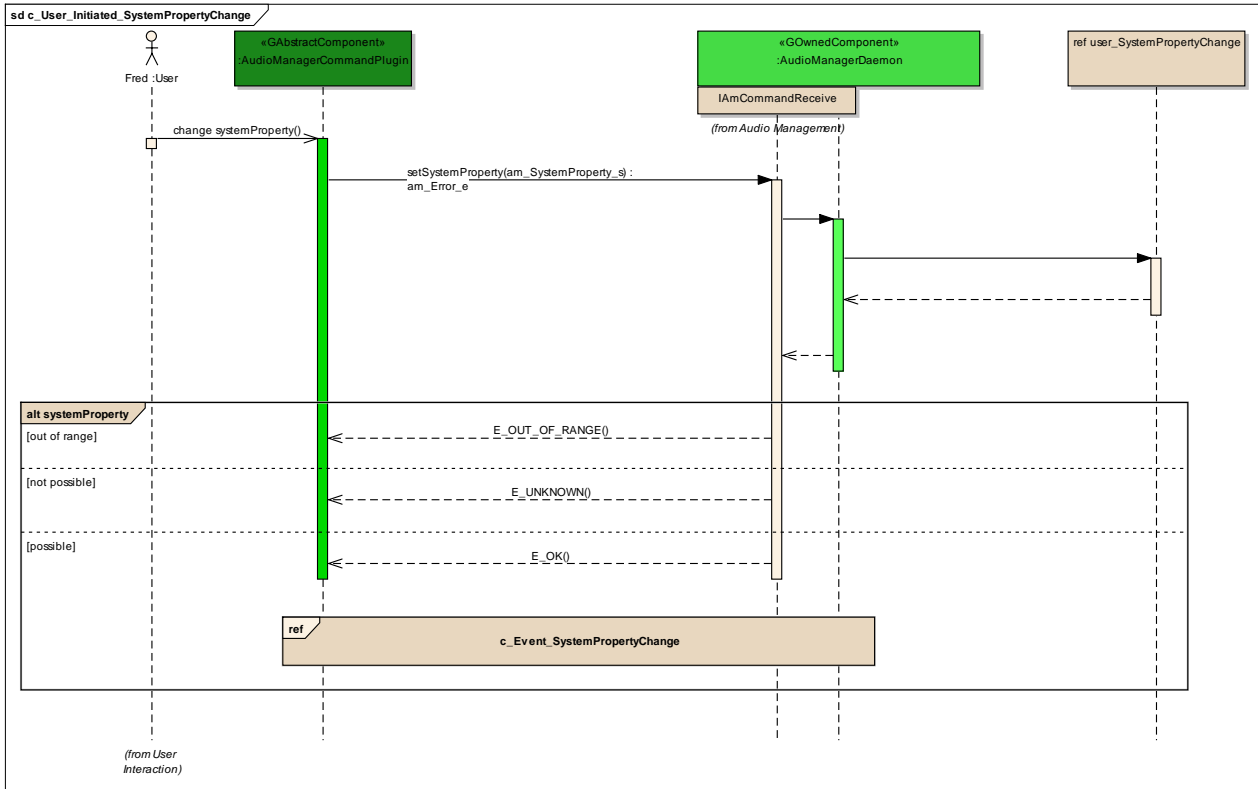 sd c_User_Initiated_SystemPropertyChange
Fred :User
«GAbstractComponent»
:AudioManagerCommandPlugin
«GOwnedComponent»
:AudioManagerDaemon
ref user_SystemPropertyChange
IAmCommandReceive
(from Audio Management)
change systemProperty()
setSystemProperty(am_SystemProperty_s) :
am_Error_e
alt systemProperty
[out of range]
E_OUT_OF_RANGE()
[not possible]
E_UNKNOWN()
[possible]
E_OK()
ref
c_Event_SystemPropertyChange
(from User
Interaction)